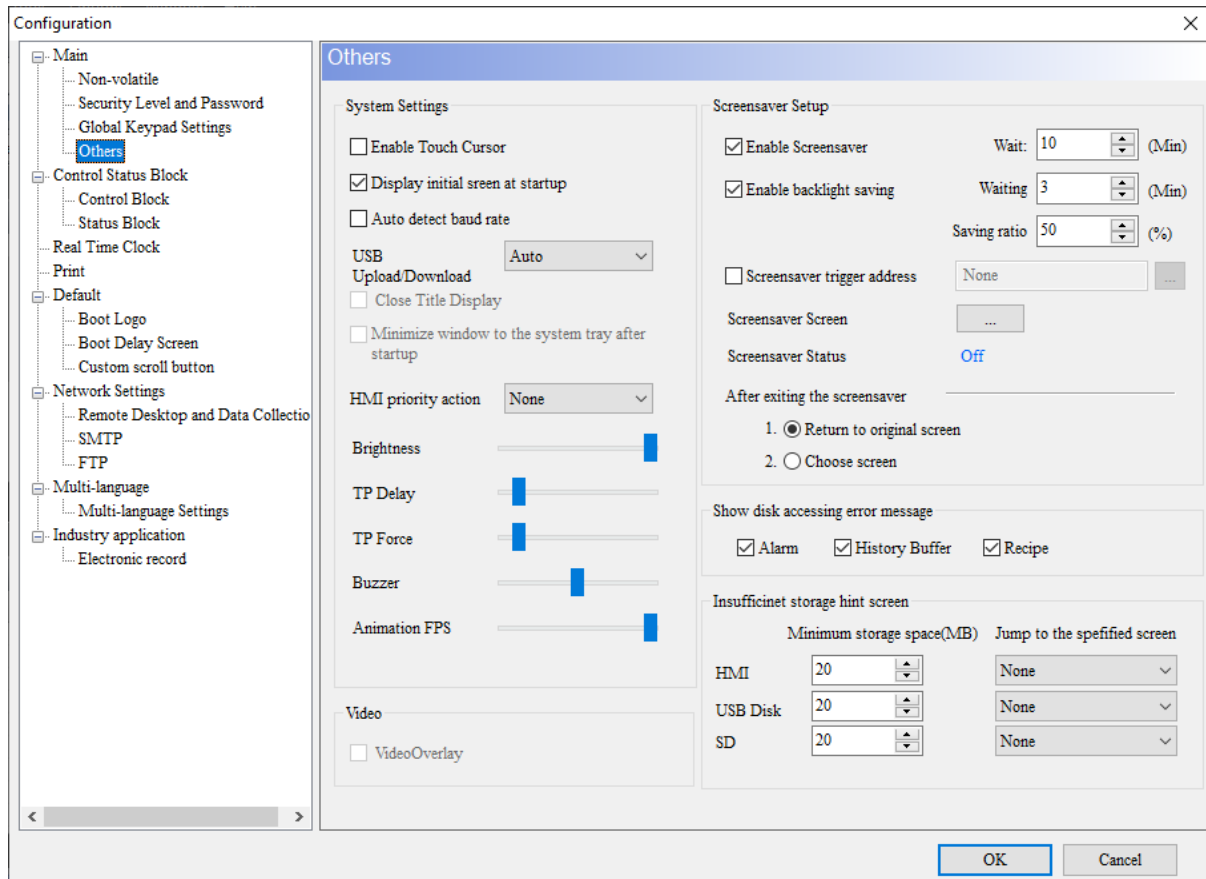 Configuration
Main
Non-volatile
Security Level and Password
Global Keypad Settings
Others
Control Status Block
Control Block
Status Block
Real Time Clock
Print
Default
Boot Logo
Boot Delay Screen
Custom scroll button
Network Settings
Remote Desktop and Data Collectio
SMTP
FTP
Multi-language
Multi-language Settings
Industry application
Electronic record
Others
System Settings
Enable Touch Cursor
Display initial sreen at startup
Auto detect baud rate
USB Upload/Download Auto
Close Title Display
Minimize window to the system tray after
startup
HMI priority action None
Brightness
TP Delay
TP Force
Buzzer
Animation FPS
Video
VideoOverlay
Screensaver Setup
Enable Screensaver Wait: 10 (Min)
Enable backlight saving Waiting 3 (Min)
Saving ratio 50 (%)
Screensaver trigger address None ...
Screensaver Screen ...
Screensaver Status Off
After exiting the screensaver
1. Return to original screen
2. Choose screen
Show disk accessing error message
Alarm History Buffer Recipe
Insufficinet storage hint screen
Minimum storage space(MB) Jump to the spefified screen
HMI 20 None
USB Disk 20 None
SD 20 None
OK Cancel